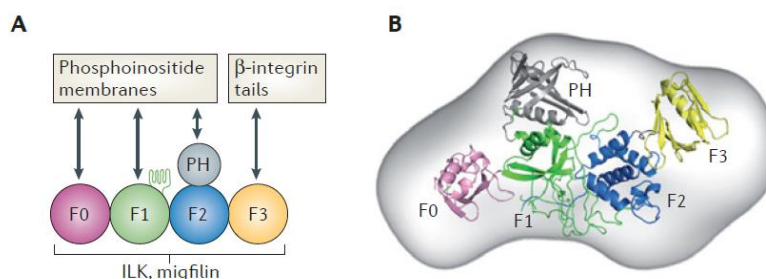 A
Phosphoinositide
membranes
β-integrin
tails
PH
F0
F1
F2
F3
ILK, migfilin
B
PH
F3
F0
F1
F2